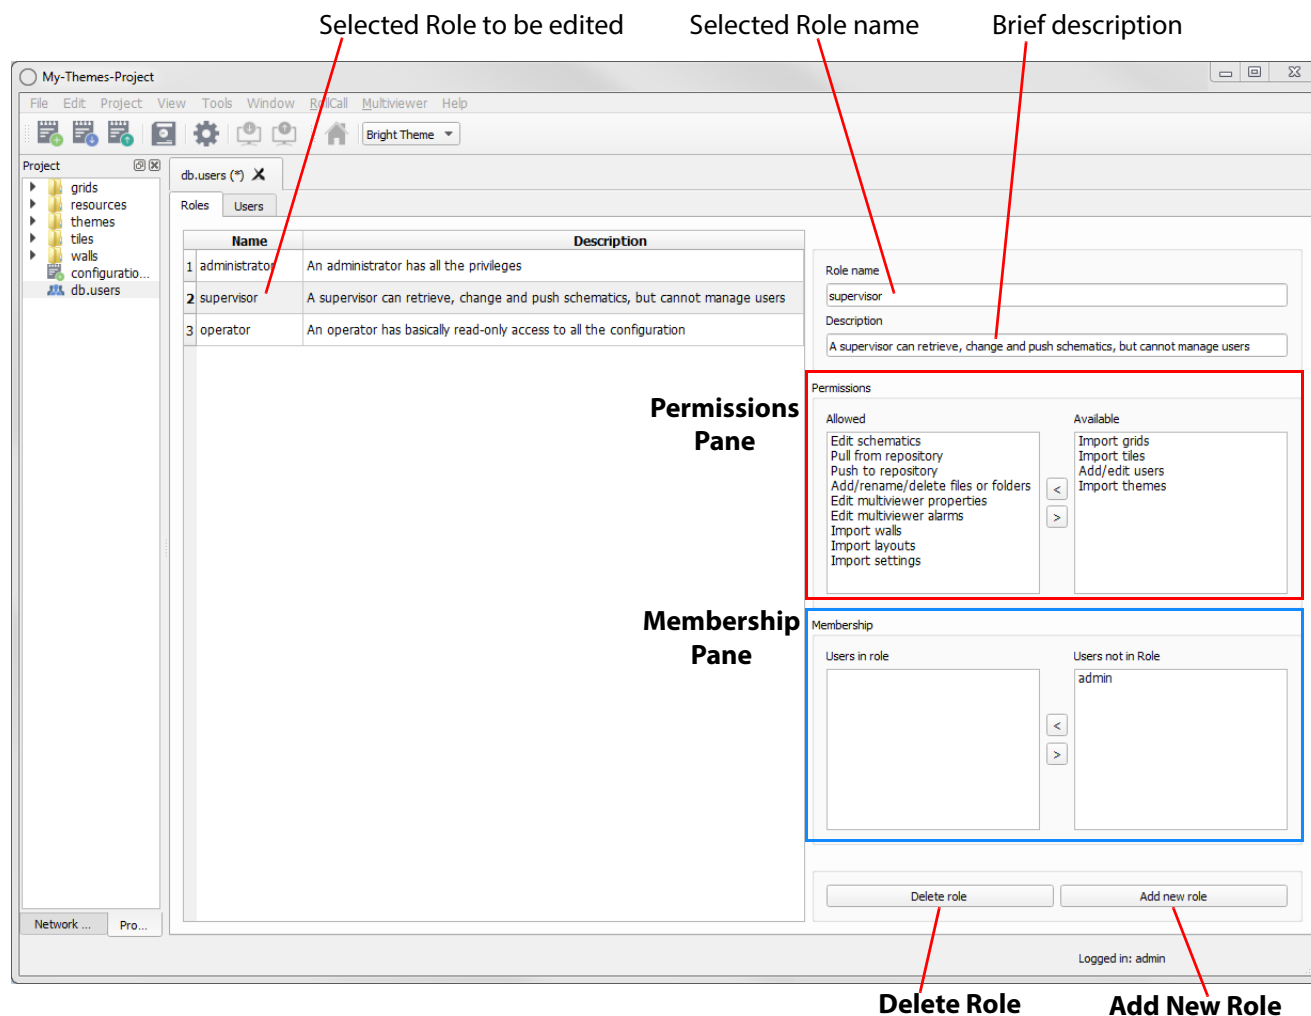 Selected Role to be edited
Selected Role name
Brief description
My-Themes-Project
File Edit Project View Tools Window RollCall Multiviewer Help
Bright Theme
Project
grids
resources
themes
tiles
walls
configuratio...
db.users
Network ...
Pro...
db.users (*)
Roles
Users
Name
Description
1 administrator An administrator has all the privileges
2 supervisor A supervisor can retrieve, change and push schematics, but cannot manage users
3 operator An operator has basically read-only access to all the configuration
Role name
supervisor
Description
A supervisor can retrieve, change and push schematics, but cannot manage users
Permissions
Pane
Permissions
Allowed
Edit schematics
Pull from repository
Push to repository
Add/rename/delete files or folders
Edit multiviewer properties
Edit multiviewer alarms
Import walls
Import layouts
Import settings
<
>
Available
Import grids
Import tiles
Add/edit users
Import themes
Membership
Pane
Membership
Users in role
<
>
Users not in Role
admin
Delete role
Add new role
Logged in: admin
Delete Role
Add New Role